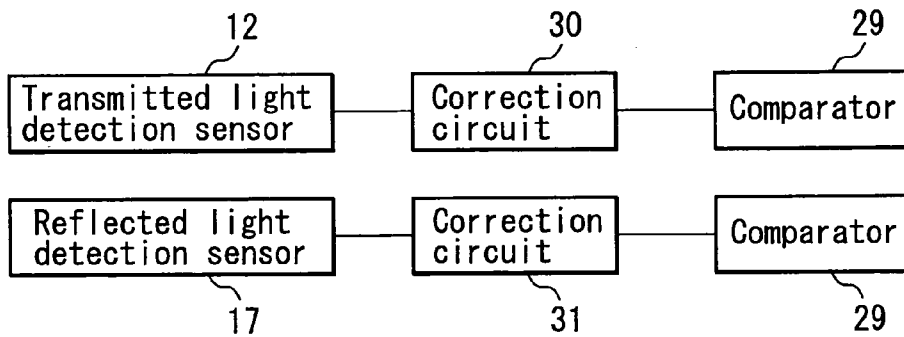 12 30 29
Transmitted light detection sensor
Correction circuit
Comparator
Reflected light detection sensor
Correction circuit
Comparator
17 31 29